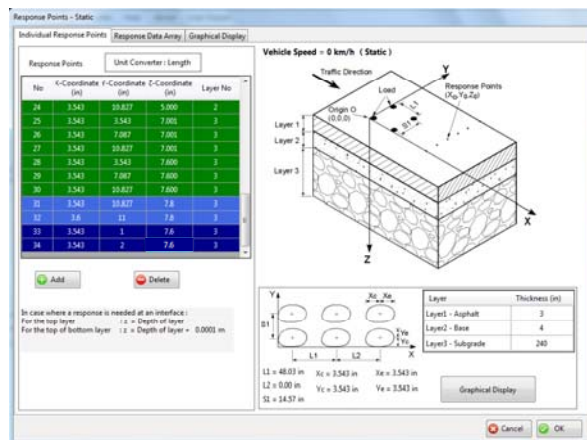 Response Points - Static
Individual Response Points Response Data Array Graphical Display
Response Points Unit Converter : Length
No X-Coordinate (in) Y-Coordinate (in) Z-Coordinate (in) Layer No
24 3.543 10.827 5.000 2
25 3.543 3.543 7.001 3
26 3.543 7.087 7.001 3
27 3.543 10.827 7.001 3
28 3.543 3.543 7.600 3
29 3.543 7.087 7.600 3
30 3.543 10.827 7.600 3
31 3.543 10.827 7.8 3
32 3.6 11 7.8 3
33 3.543 1 7.6 3
34 3.543 2 7.6 3
Add Delete
In case where a response is needed at an interface :
For the top layer : z = Depth of layer
For the top of bottom layer : z = Depth of layer + 0.0001 in
Vehicle Speed = 0 km/h ( Static )
Traffic Direction
Y
Load
Response Points
(X0,Y0,Z0)
Origin O
(0,0,0)
L1
S1
Layer 1
Layer 2
Layer 3
X
Z
Y Xc Xe
S1
Ye
Yc
X
L1 L2
L1 = 48.03 in Xc = 3.543 in Xe = 3.543 in
L2 = 0.00 in Yc = 3.543 in Ye = 3.543 in
S1 = 14.57 in
Layer Thickness (in)
Layer1 - Asphalt 3
Layer2 - Base 4
Layer3 - Subgrade 240
Graphical Display
Cancel OK